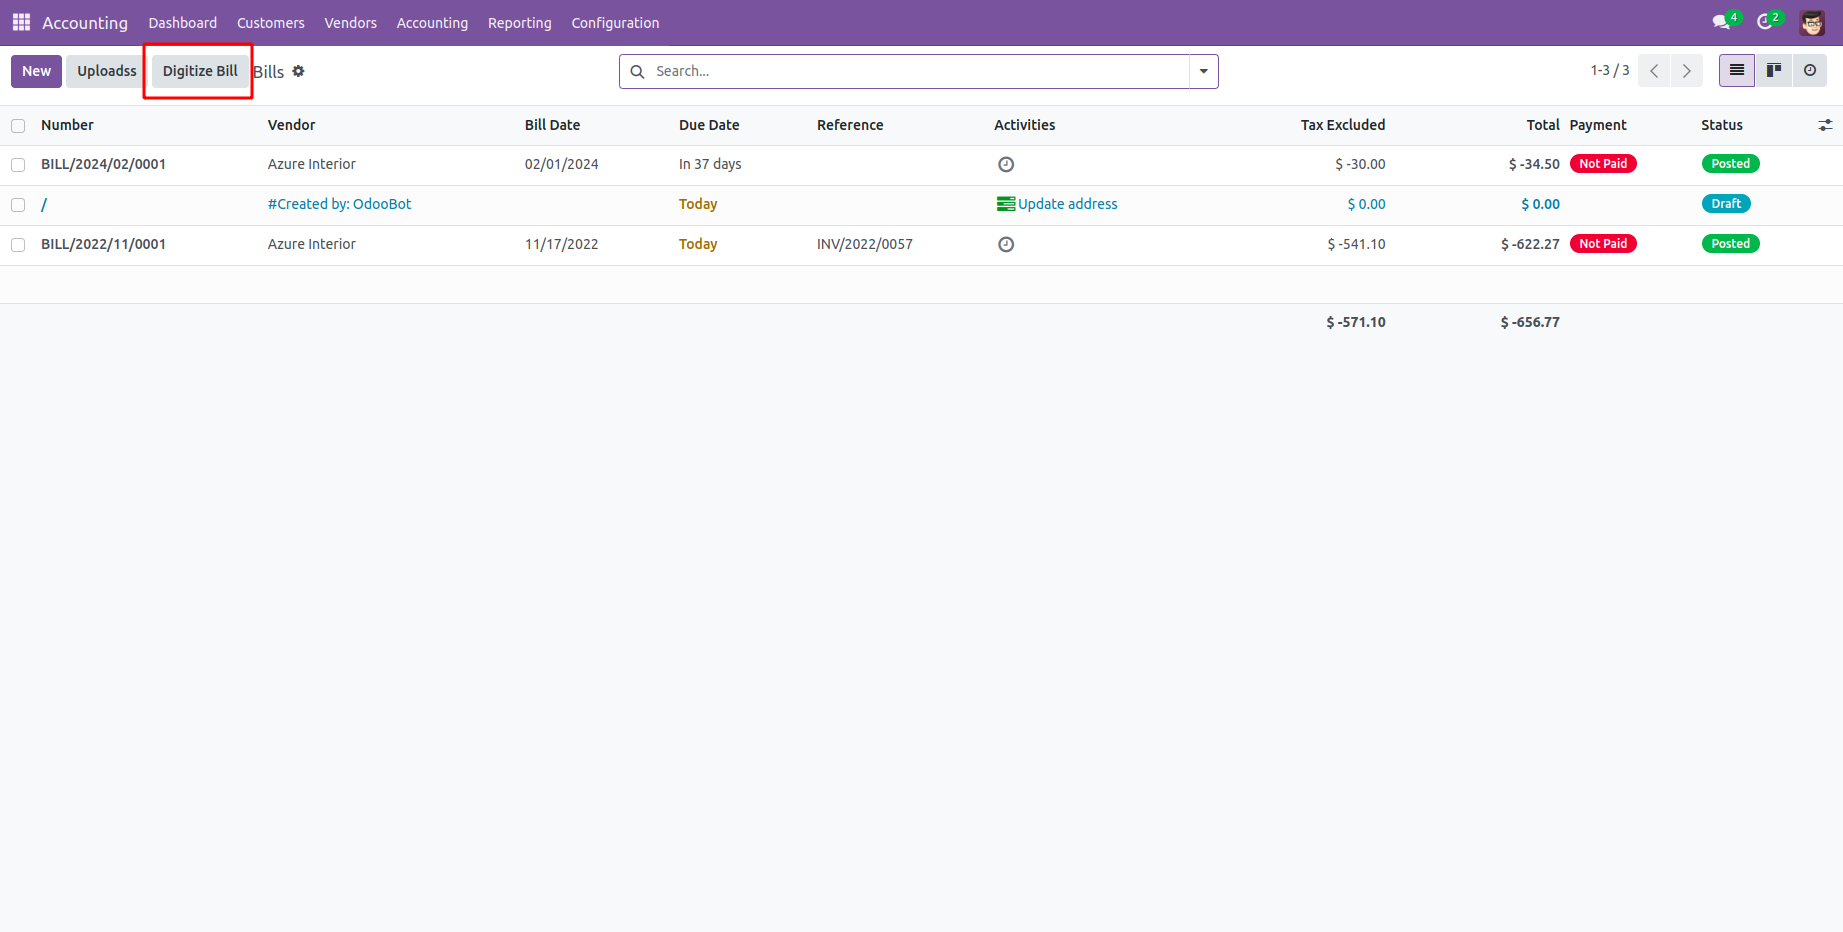 Accounting Dashboard Customers Vendors Accounting Reporting Configuration 4 2
New Uploadss Digitize Bill Bills Search... 1-3 / 3
Number Vendor Bill Date Due Date Reference Activities Tax Excluded Total Payment Status
BILL/2024/02/0001 Azure Interior 02/01/2024 In 37 days $ -30.00 $ -34.50 Not Paid Posted
/ #Created by: OdooBot Today Update address $ 0.00 $ 0.00 Draft
BILL/2022/11/0001 Azure Interior 11/17/2022 Today INV/2022/0057 $ -541.10 $ -622.27 Not Paid Posted
$ -571.10 $ -656.77